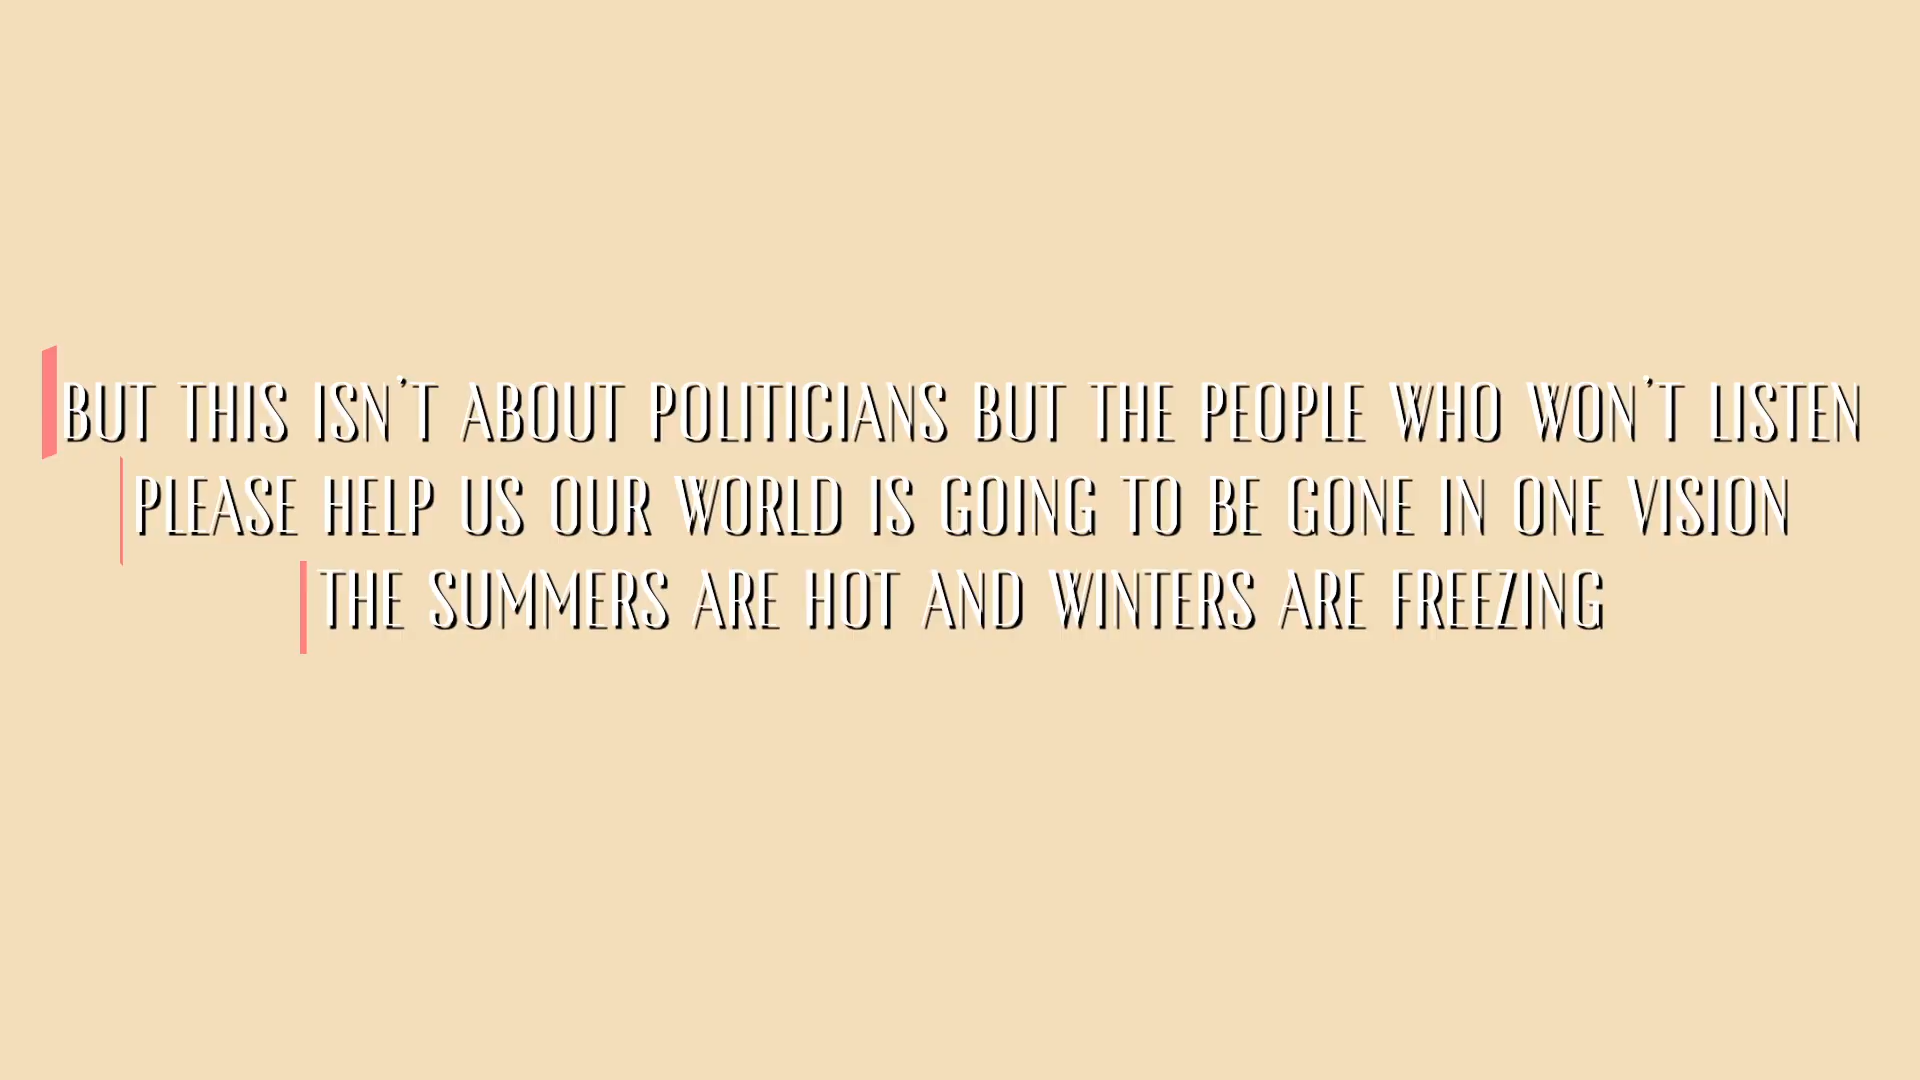 BUT THIS ISN'T ABOUT POLITICIANS BUT THE PEOPLE WHO WON'T LISTEN
PLEASE HELP US OUR WORLD IS GOING TO BE GONE IN ONE VISION
THE SUMMERS ARE HOT AND WINTERS ARE FREEZING